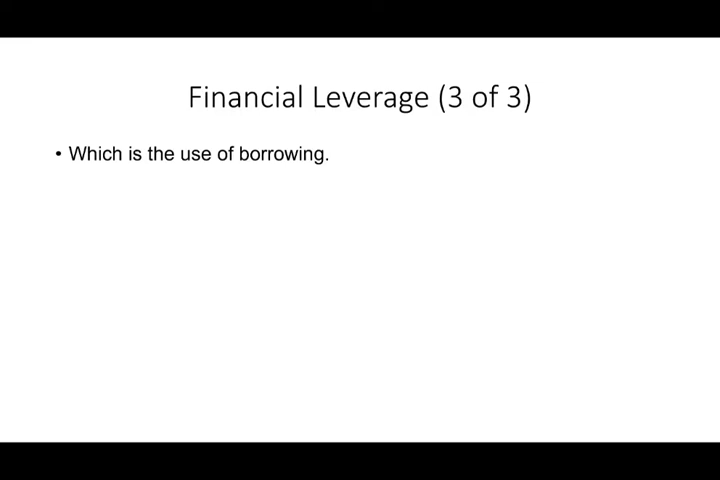 Financial Leverage (3 of 3)
• Which is the use of borrowing.